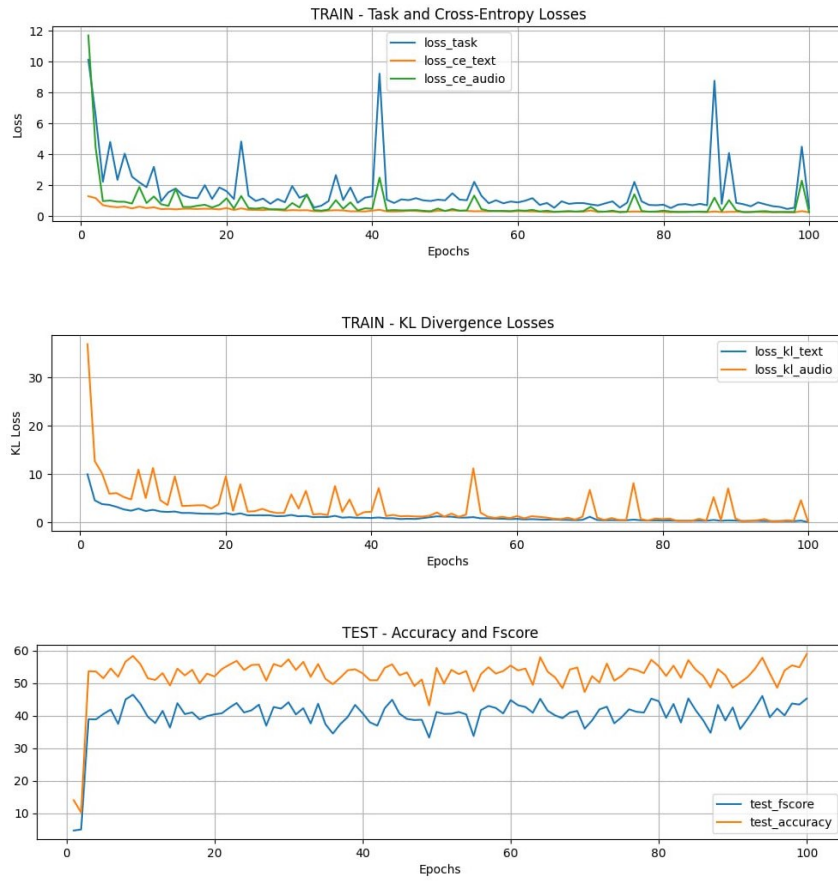 TRAIN - Task and Cross-Entropy Losses
12
10
8
6
4
2
0
Loss
loss_task
loss_ce_text
loss_ce_audio
0 20 40 60 80 100
Epochs
TRAIN - KL Divergence Losses
30
20
10
0
KL Loss
loss_kl_text
loss_kl_audio
0 20 40 60 80 100
Epochs
TEST - Accuracy and Fscore
60
50
40
30
20
10
test_fscore
test_accuracy
0 20 40 60 80 100
Epochs